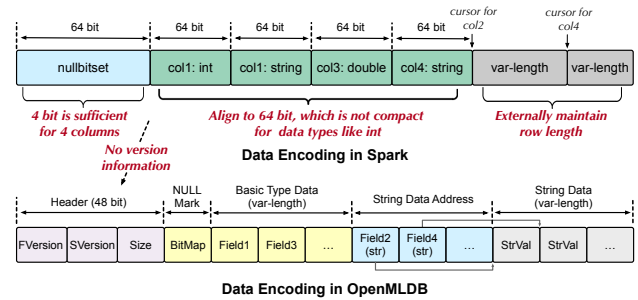 64 bit 64 bit 64 bit 64 bit 64 bit cursor for col2 cursor for col4
nullbitset col1: int col1: string col3: double col4: string var-length var-length
4 bit is sufficient for 4 columns
Align to 64 bit, which is not compact for data types like int
Externally maintain row length
No version information
Data Encoding in Spark
Header (48 bit) NULL Mark Basic Type Data (var-length) String Data Address String Data (var-length)
FVersion SVersion Size BitMap Field1 Field3 ... Field2 (str) Field4 (str) ... StrVal StrVal ...
Data Encoding in OpenMLDB